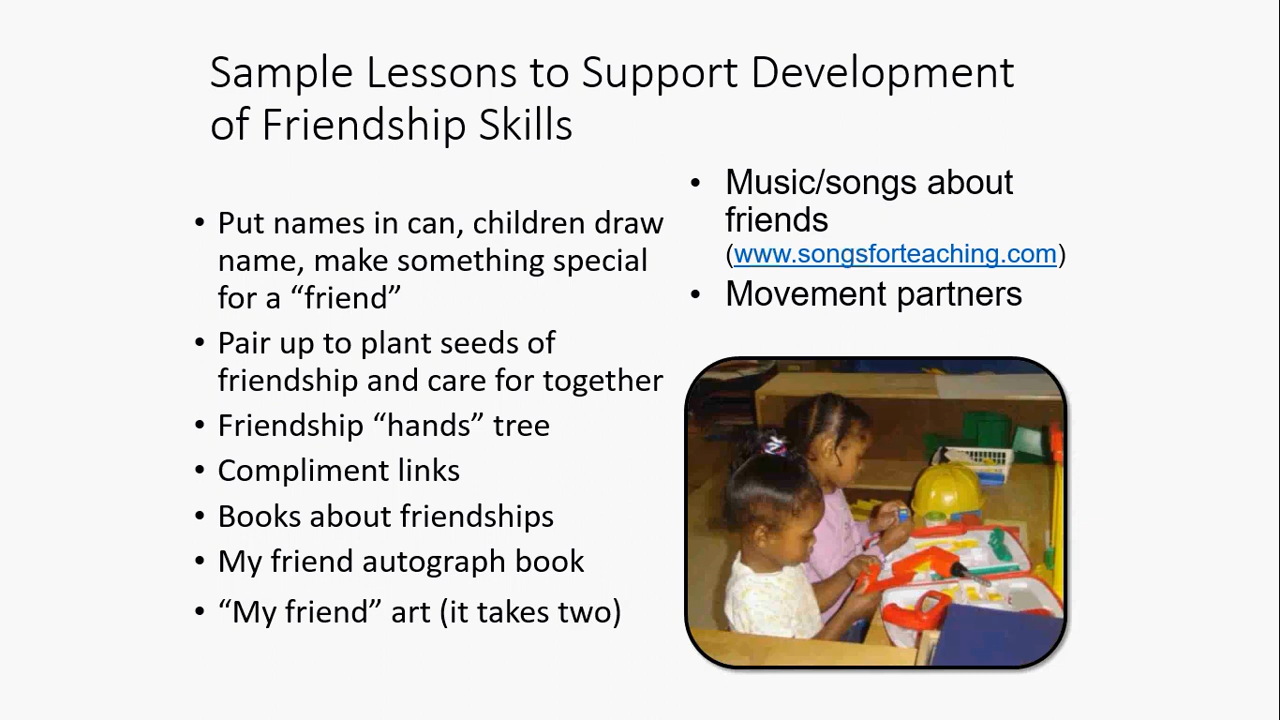 Sample Lessons to Support Development
of Friendship Skills
• Put names in can, children draw
name, make something special
for a “friend”
• Pair up to plant seeds of
friendship and care for together
• Friendship “hands” tree
• Compliment links
• Books about friendships
• My friend autograph book
• “My friend” art (it takes two)
• Music/songs about
friends
(www.songsforteaching.com)
• Movement partners